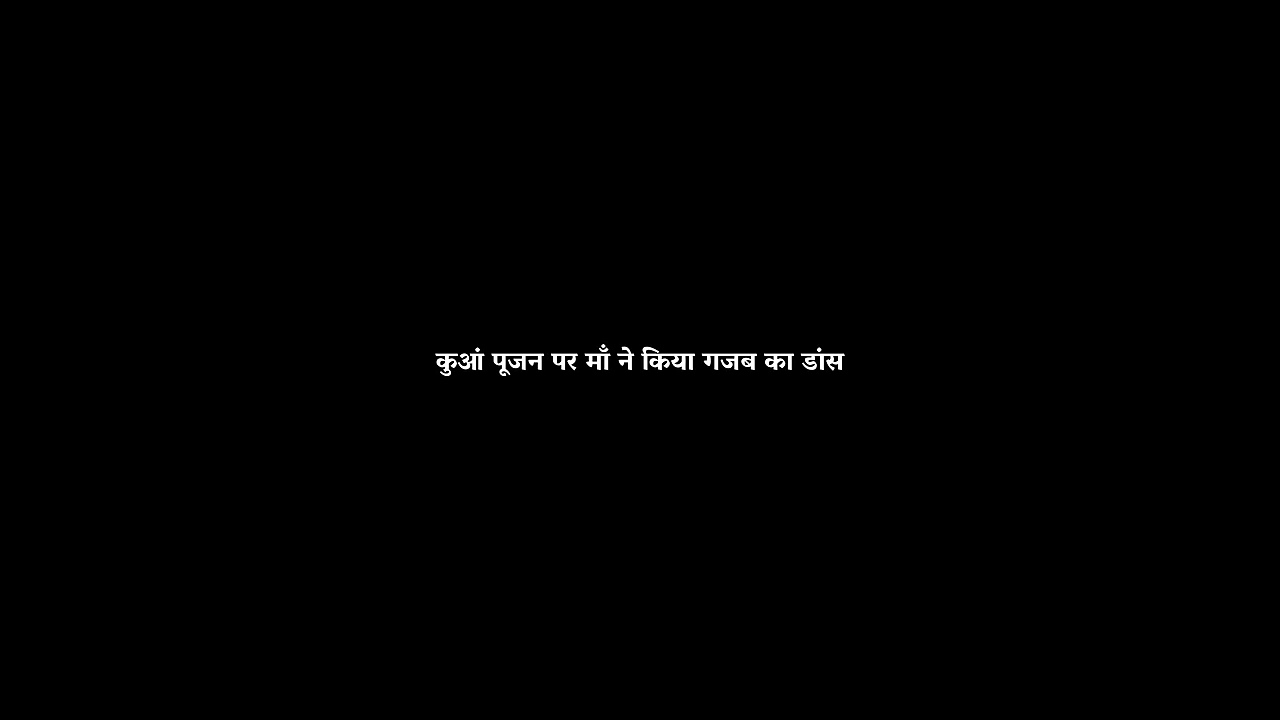 कुआं पूजन पर माँ ने किया गजब का डांस